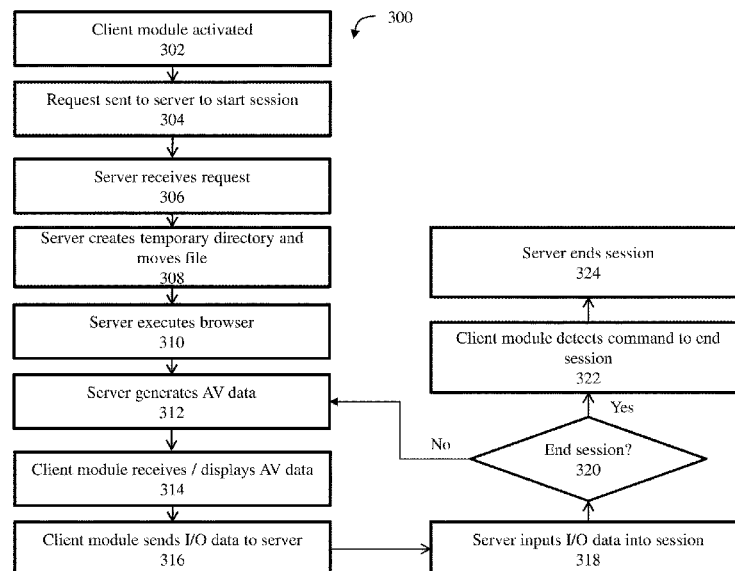 300
Client module activated
302
Request sent to server to start session
304
Server receives request
306
Server creates temporary directory and
moves file
308
Server executes browser
310
Server generates AV data
312
Client module receives / displays AV data
314
Client module sends I/O data to server
316
Server inputs I/O data into session
318
End session?
320
No
Yes
Client module detects command to end
session
322
Server ends session
324